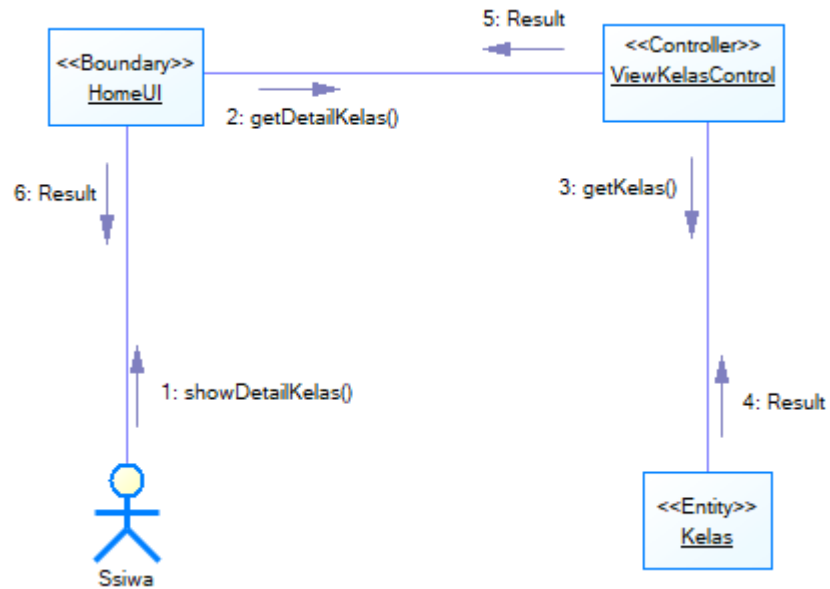 5: Result
<<Boundary>>
HomeUI
<<Controller>>
ViewKelasControl
2: getDetailKelas()
6: Result
3: getKelas()
1: showDetailKelas()
4: Result
<<Entity>>
Kelas
Ssiwa